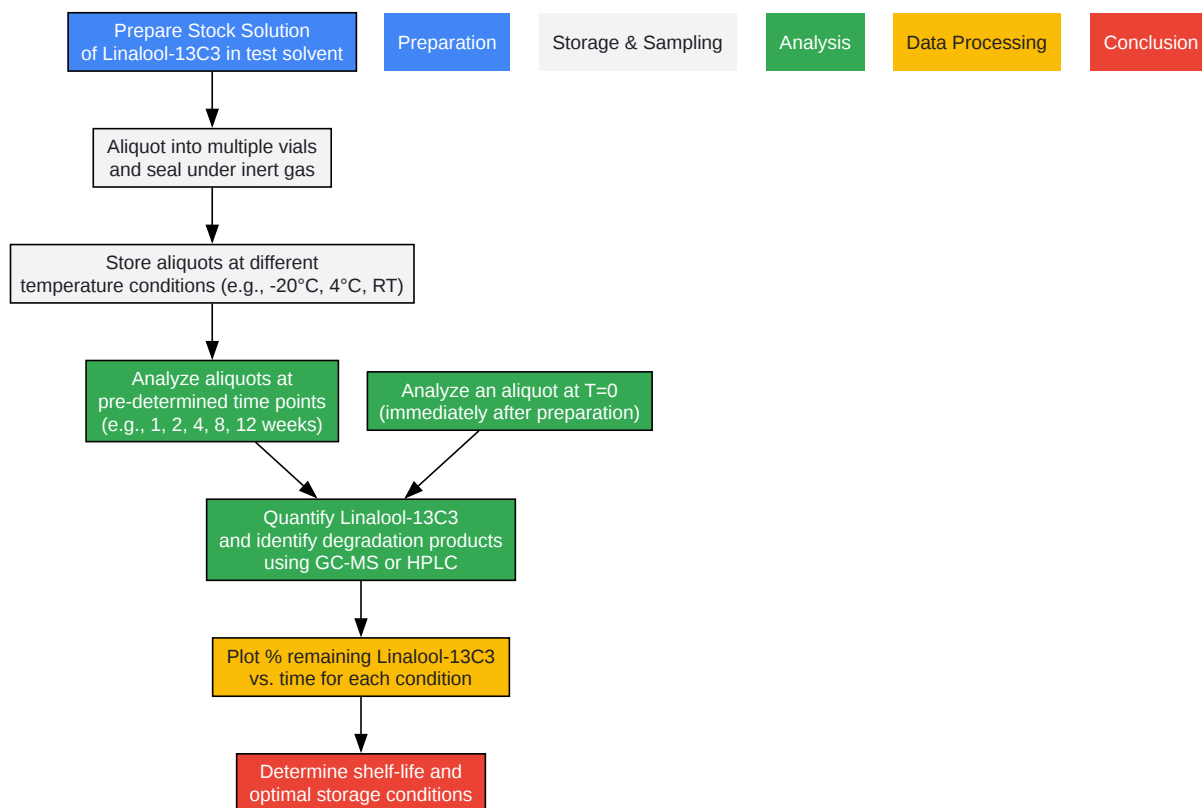 Prepare Stock Solution
of Linalool-13C3 in test solvent
Preparation
Storage & Sampling
Analysis
Data Processing
Conclusion
Aliquot into multiple vials
and seal under inert gas
Store aliquots at different
temperature conditions (e.g., -20°C, 4°C, RT)
Analyze aliquots at
pre-determined time points
(e.g., 1, 2, 4, 8, 12 weeks)
Analyze an aliquot at T=0
(immediately after preparation)
Quantify Linalool-13C3
and identify degradation products
using GC-MS or HPLC
Plot % remaining Linalool-13C3
vs. time for each condition
Determine shelf-life and
optimal storage conditions